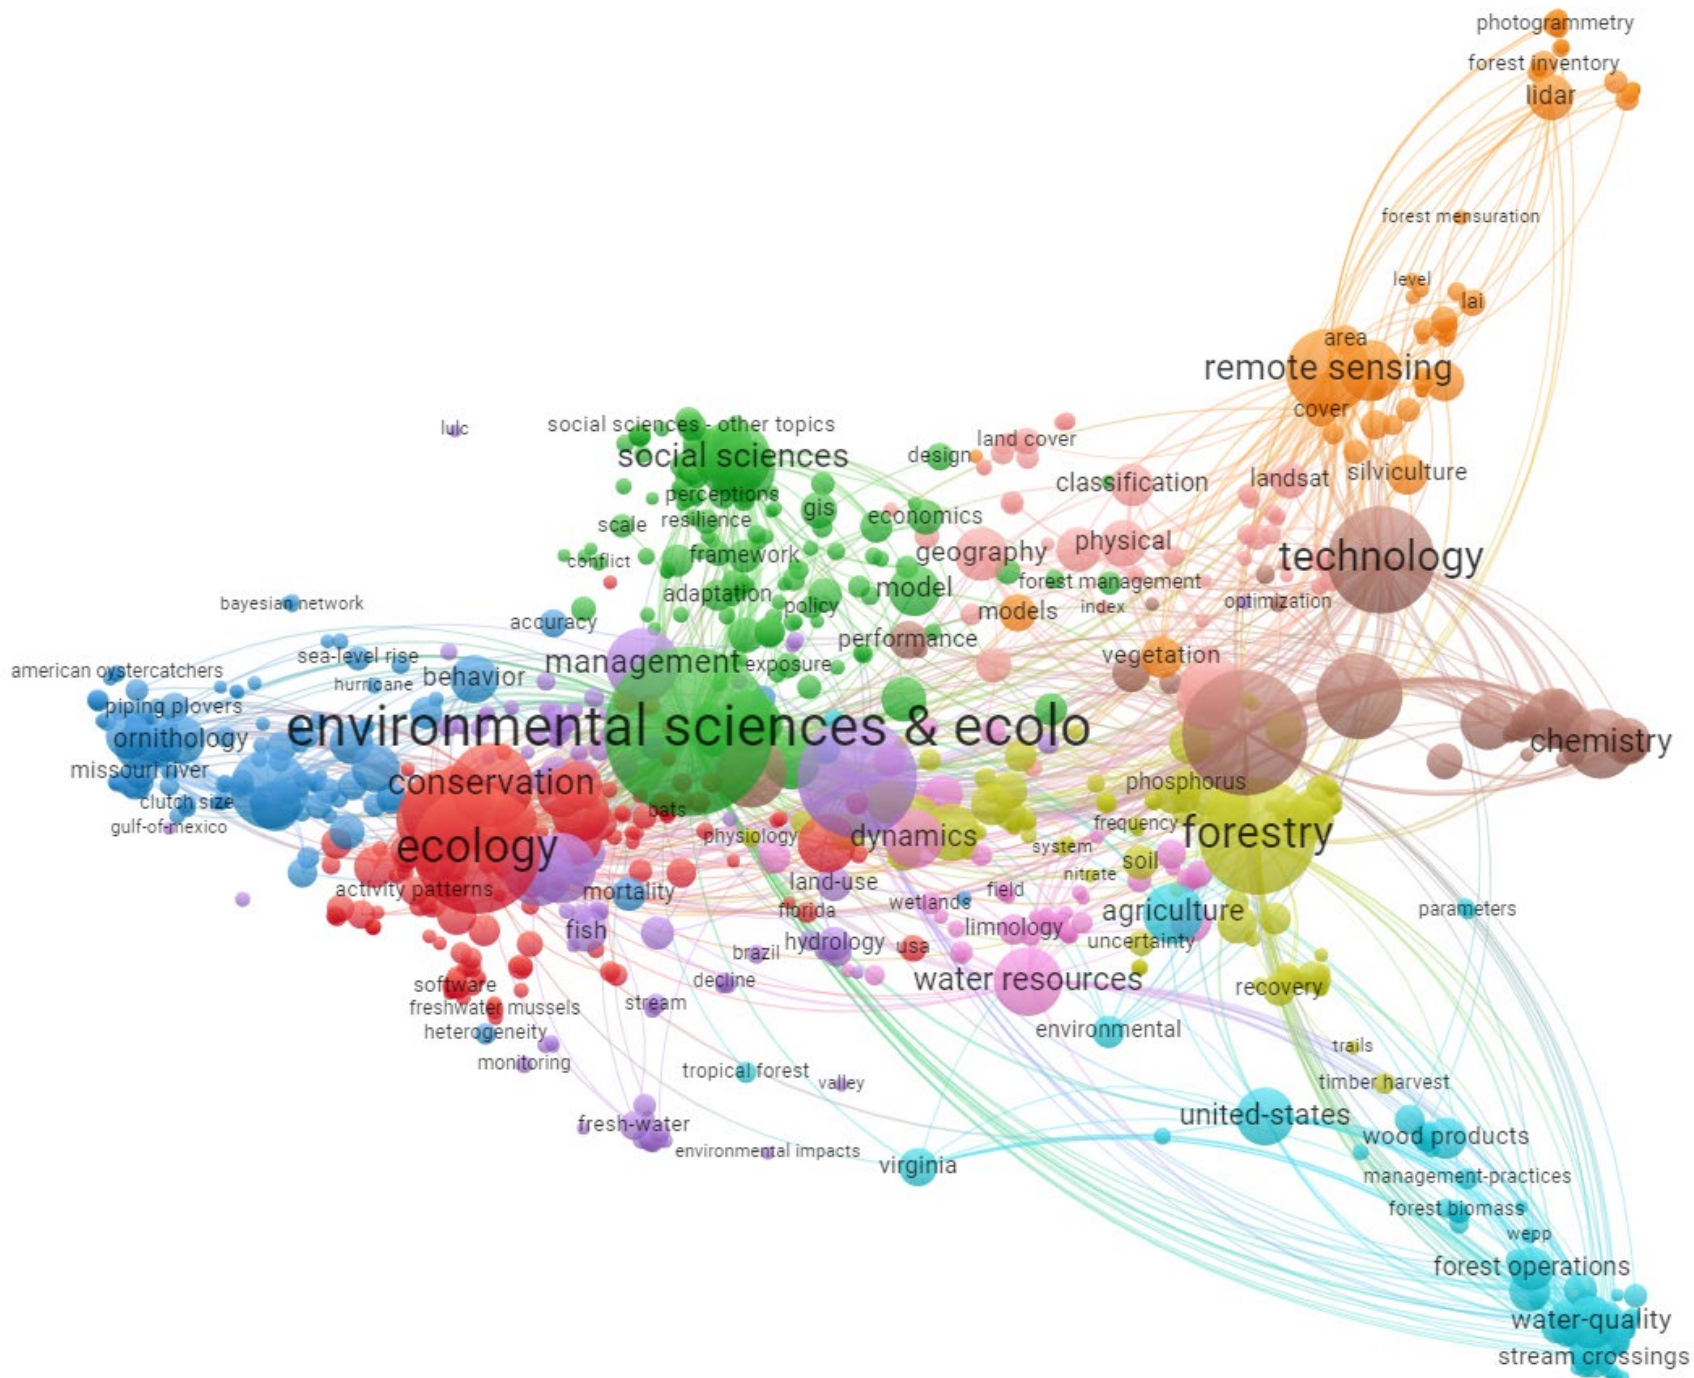 photogrammetry
forest inventory
lidar
forest mensuration
level
lai
area
remote sensing
cover
lulc
social sciences - other topics
social sciences
design
land cover
classification
landsat
silviculture
perceptions
gis
scale
resilience
economics
conflict
framework
geography
physical
technology
adaptation
policy
model
forest management
models
index
optimization
bayesian network
accuracy
performance
american oystercatchers
sea-level rise
hurricane
behavior
management
exposure
vegetation
piping plovers
ornithology
environmental sciences & ecolo
chemistry
missouri river
conservation
phosphorus
clutch size
bats
gulf-of-mexico
ecology
physiology
dynamics
system
frequency
forestry
soil
nitrate
activity patterns
mortality
land-use
florida
wetlands
field
agriculture
parameters
fish
brazil
hydrology
usa
limnology
uncertainty
software
decline
water resources
recovery
freshwater mussels
stream
heterogeneity
environmental
trails
monitoring
tropical forest
valley
timber harvest
fresh-water
united-states
wood products
environmental impacts
virginia
management-practices
forest biomass
wepp
forest operations
water-quality
stream crossings